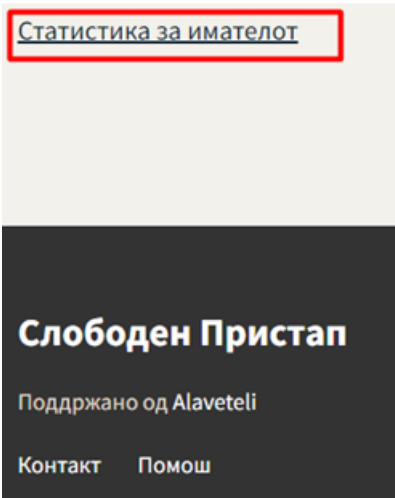 Статистика за имателот
Слободен Пристап
Поддржано од Alaveteli
Контакт Помош